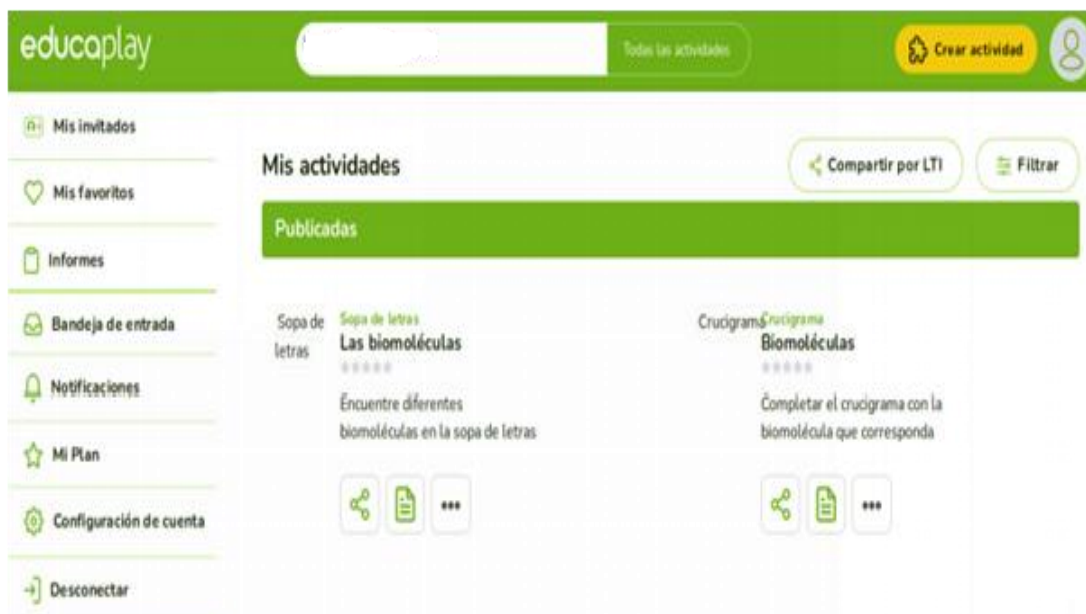 educaplay
Todas las actividades
Crear actividad
Mis invitados
Mis favoritos
Informes
Bandeja de entrada
Notificaciones
Mi Plan
Configuración de cuenta
Desconectar
Mis actividades
Compartir por LTI
Filtrar
Publicadas
Sopa de
letras
Sopa de letras
Las biomoléculas
Encuentre diferentes
biomoléculas en la sopa de letras
Crucigrama
Crucigrama
Biomoléculas
Completar el crucigrama con la
biomolécula que corresponda